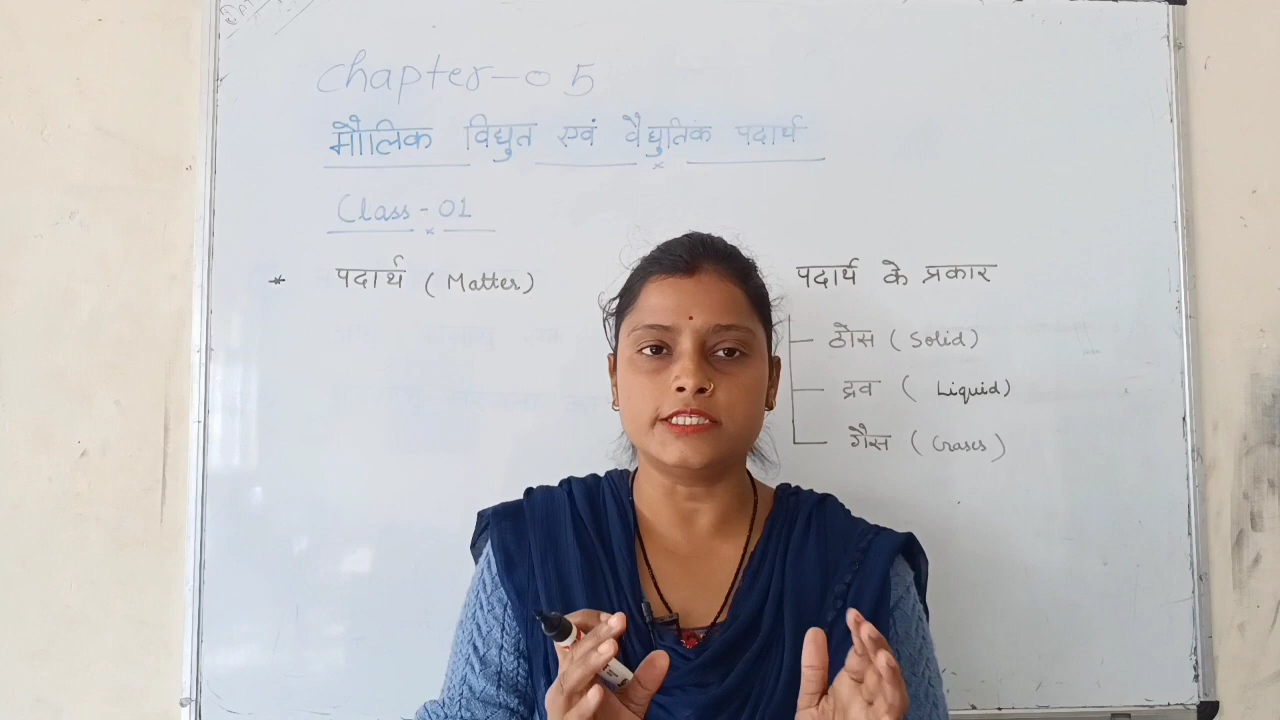 Chapter-05
मौलिक विद्युत एवं वैद्युतिक पदार्थ
Class-01
* पदार्थ (Matter)
पदार्थ के प्रकार
ठोस (Solid)
द्रव (Liquid)
गैस (Gases)